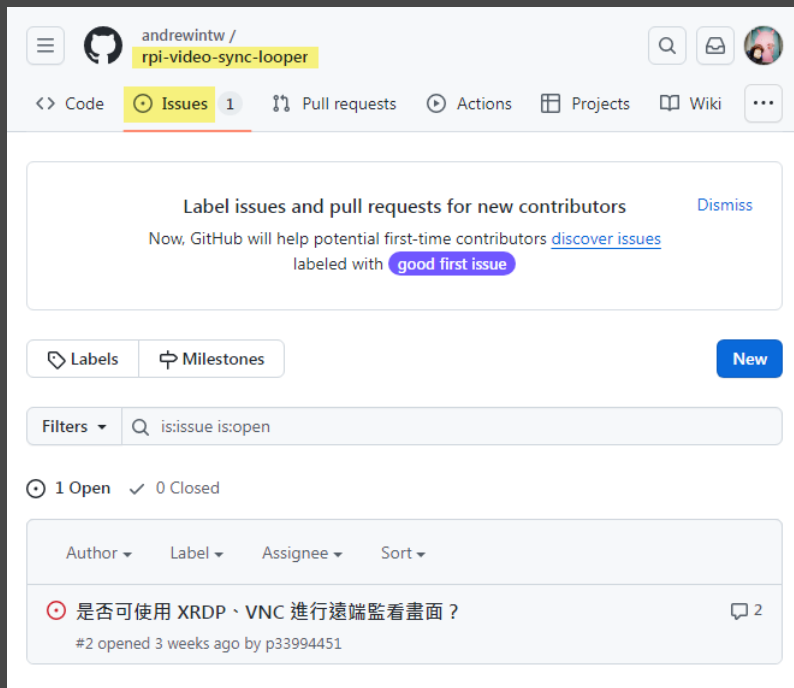 andrewintw /
rpi-video-sync-looper
Code Issues 1 Pull requests Actions Projects Wiki
Label issues and pull requests for new contributors Dismiss
Now, GitHub will help potential first-time contributors discover issues
labeled with good first issue
Labels Milestones New
Filters is:issue is:open
1 Open 0 Closed
Author Label Assignee Sort
是否可使用 XRDP、VNC 進行遠端監看畫面？ 2
#2 opened 3 weeks ago by p33994451